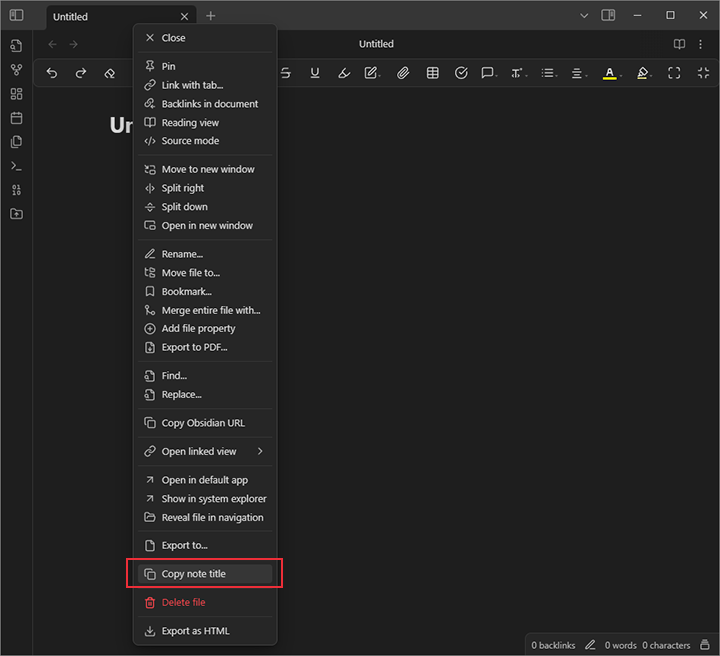 Untitled
Untitled
Un
Close
Pin
Link with tab...
Backlinks in document
Reading view
Source mode
Move to new window
Split right
Split down
Open in new window
Rename...
Move file to...
Bookmark...
Merge entire file with...
Add file property
Export to PDF...
Find...
Replace...
Copy Obsidian URL
Open linked view
Open in default app
Show in system explorer
Reveal file in navigation
Export to...
Copy note title
Delete file
Export as HTML
0 backlinks 0 words 0 characters